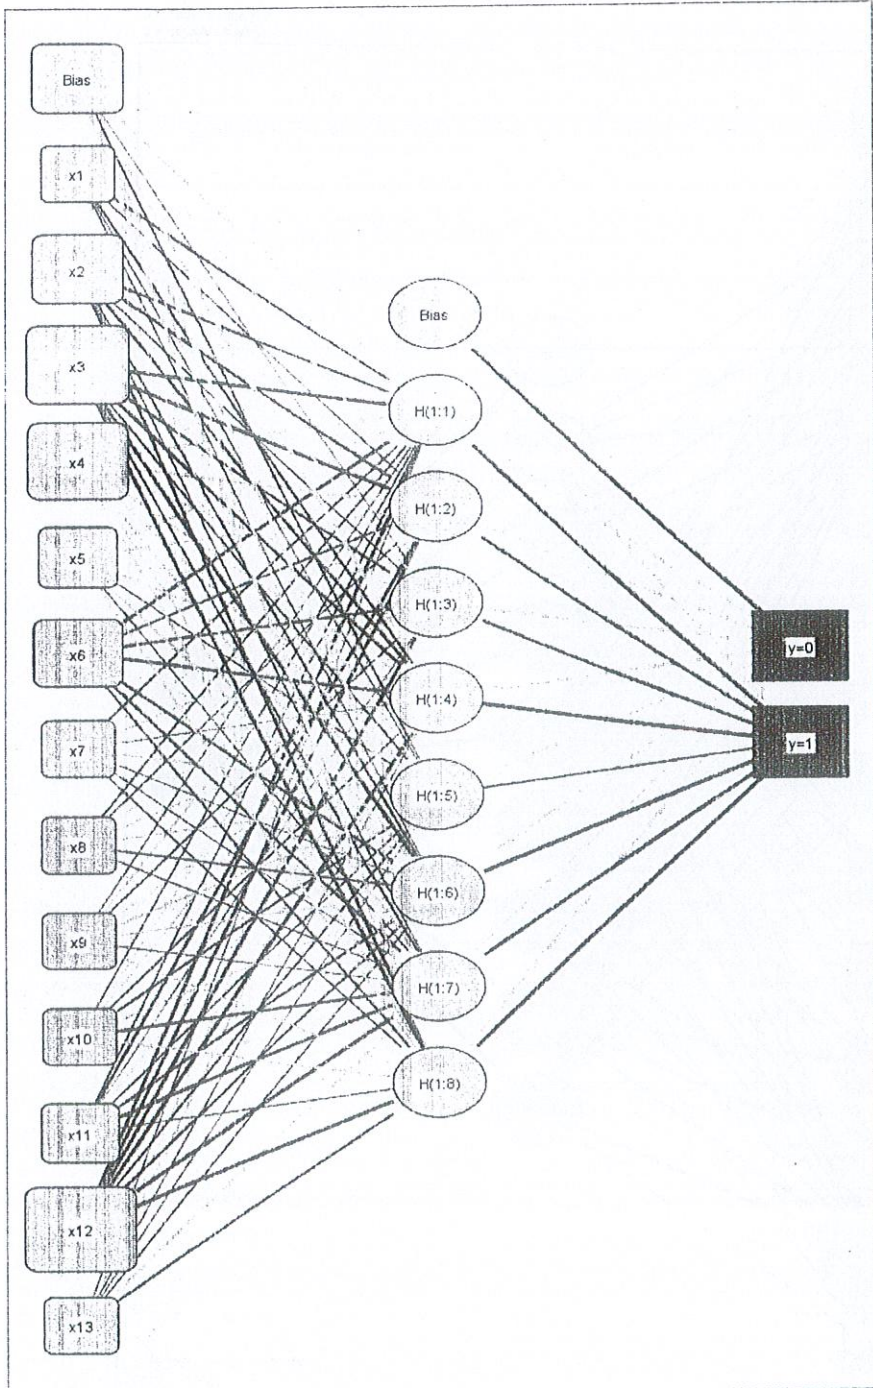 Bias
x1
x2
x3
x4
x5
x6
x7
x8
x9
x10
x11
x12
x13
Bias
H(1:1)
H(1:2)
H(1:3)
H(1:4)
H(1:5)
H(1:6)
H(1:7)
H(1:8)
y=0
y=1